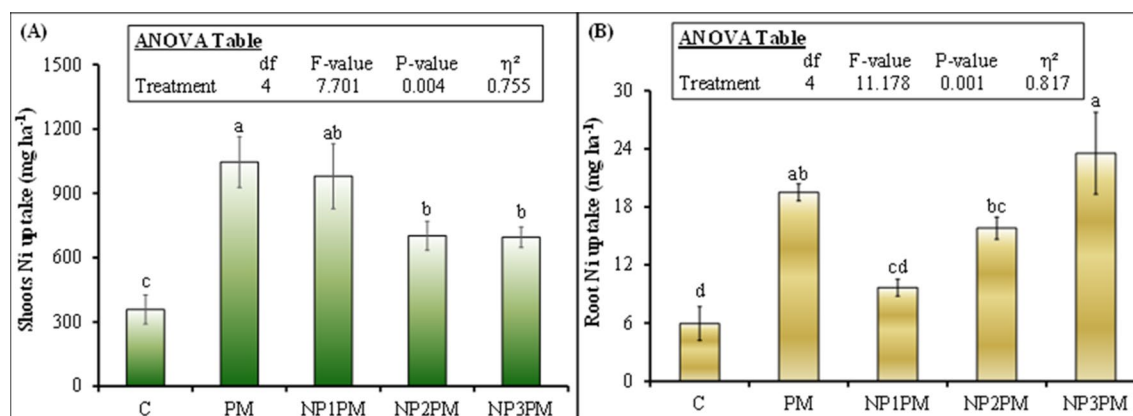 (A)
ANOVA Table
df F-value P-value η²
Treatment 4 7.701 0.004 0.755
Shoots Ni uptake (mg ha⁻¹)
1500
1200
900
600
300
0
c
a
ab
b
b
C PM NP1PM NP2PM NP3PM
(B)
ANOVA Table
df F-value P-value η²
Treatment 4 11.178 0.001 0.817
Root Ni uptake (mg ha⁻¹)
30
24
18
12
6
0
d
ab
cd
bc
a
C PM NP1PM NP2PM NP3PM